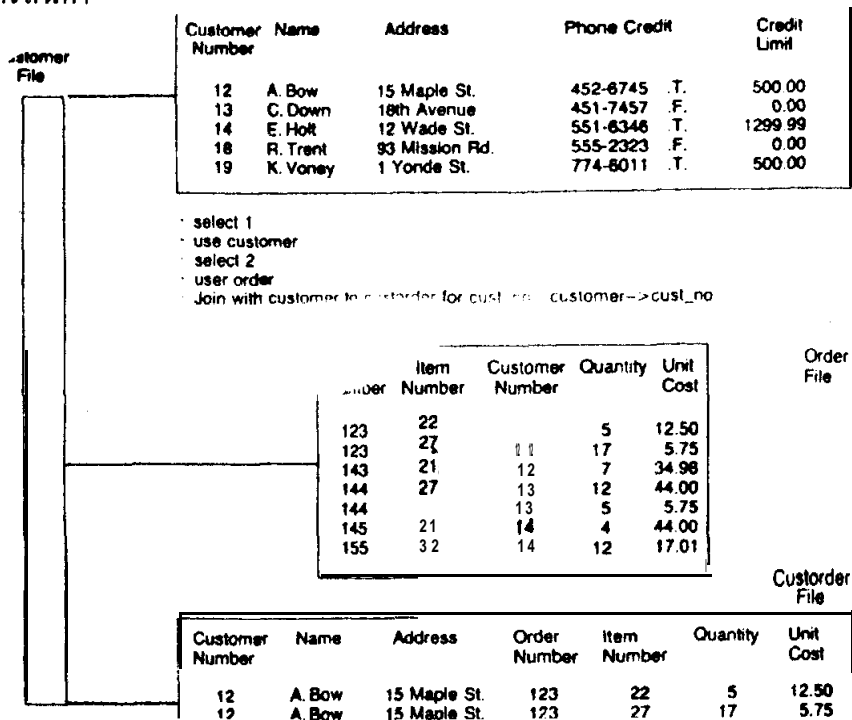 Customer Name Address Phone Credit Credit
Number Limit
File
12 A. Bow 15 Maple St. 452-6745 .T. 500.00
13 C. Down 18th Avenue 451-7457 .F. 0.00
14 E. Holt 12 Wade St. 551-6346 .T. 1299.99
18 R. Trent 93 Mission Rd. 555-2323 .F. 0.00
19 K. Voney 1 Yonde St. 774-6011 .T. 500.00
select 1
use customer
select 2
user order
Join with customer to custorder for customer->cust_no
Order
File
Item Customer Quantity Unit
Number Number Cost
123 22 5 12.50
123 27 17 5.75
143 21 12 7 34.98
144 27 13 12 44.00
144 13 5 5.75
145 21 14 4 44.00
155 32 14 12 17.01
Custorder
File
Customer Name Address Order Item Quantity Unit
Number Number Number Cost
12 A. Bow 15 Maple St. 123 22 5 12.50
12 A. Bow 15 Maple St. 123 27 17 5.75